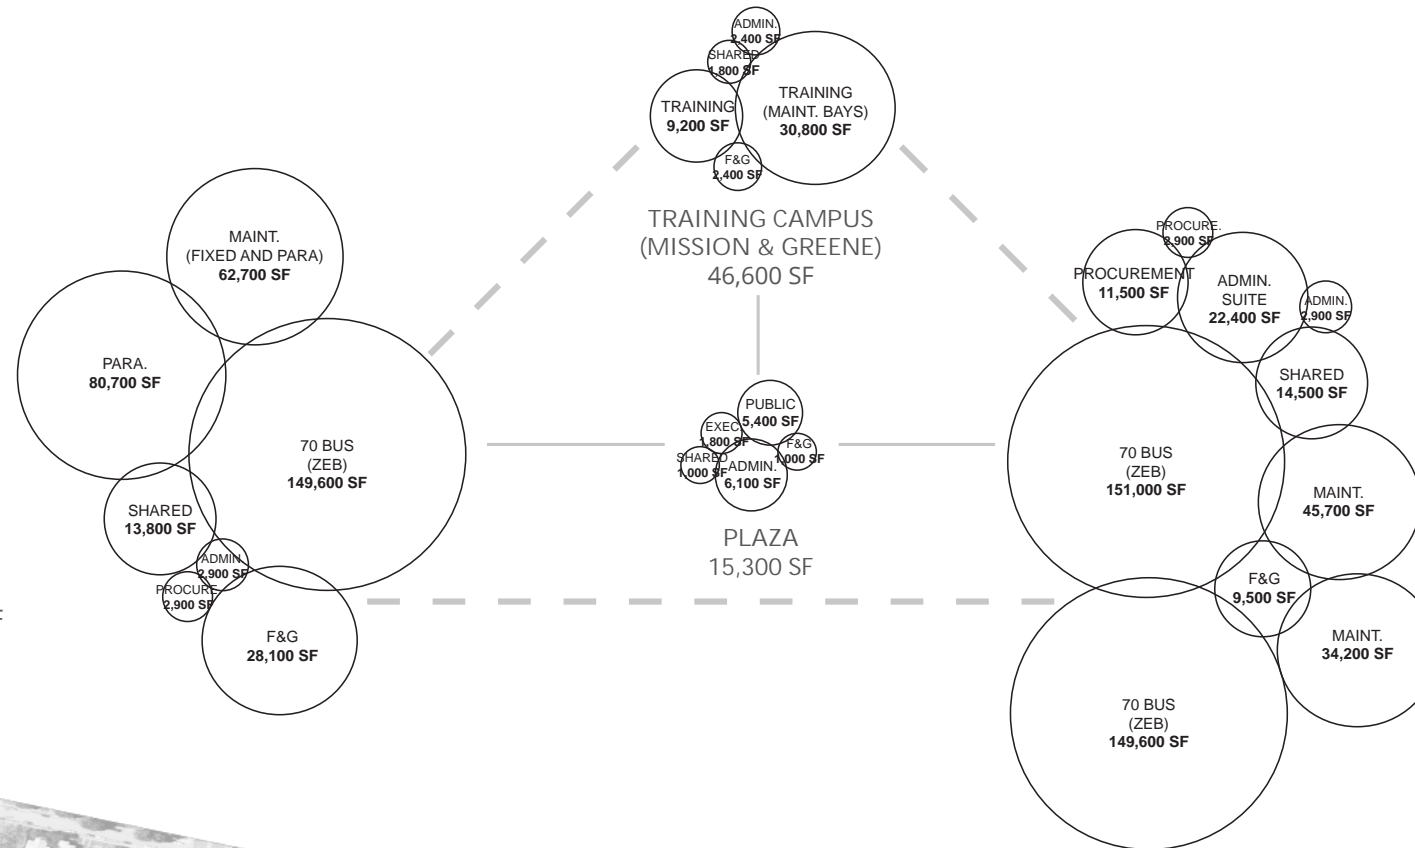 ADMIN.
2,400 SF
SHARED
1,800 SF
TRAINING
9,200 SF
TRAINING
(MAINT. BAYS)
30,800 SF
F&G
2,400 SF
TRAINING CAMPUS
(MISSION & GREENE)
46,600 SF
MAINT.
(FIXED AND PARA)
62,700 SF
PARA.
80,700 SF
70 BUS
(ZEB)
149,600 SF
SHARED
13,800 SF
ADMIN.
2,900 SF
PROCURE.
2,900 SF
F&G
28,100 SF
PUBLIC
5,400 SF
EXEC.
1,800 SF
F&G
1,000 SF
SHARED
1,000 SF
ADMIN.
6,100 SF
PLAZA
15,300 SF
PROCURE.
2,900 SF
PROCUREMENT
11,500 SF
ADMIN.
SUITE
22,400 SF
ADMIN.
2,900 SF
SHARED
14,500 SF
70 BUS
(ZEB)
151,000 SF
MAINT.
45,700 SF
F&G
9,500 SF
MAINT.
34,200 SF
70 BUS
(ZEB)
149,600 SF